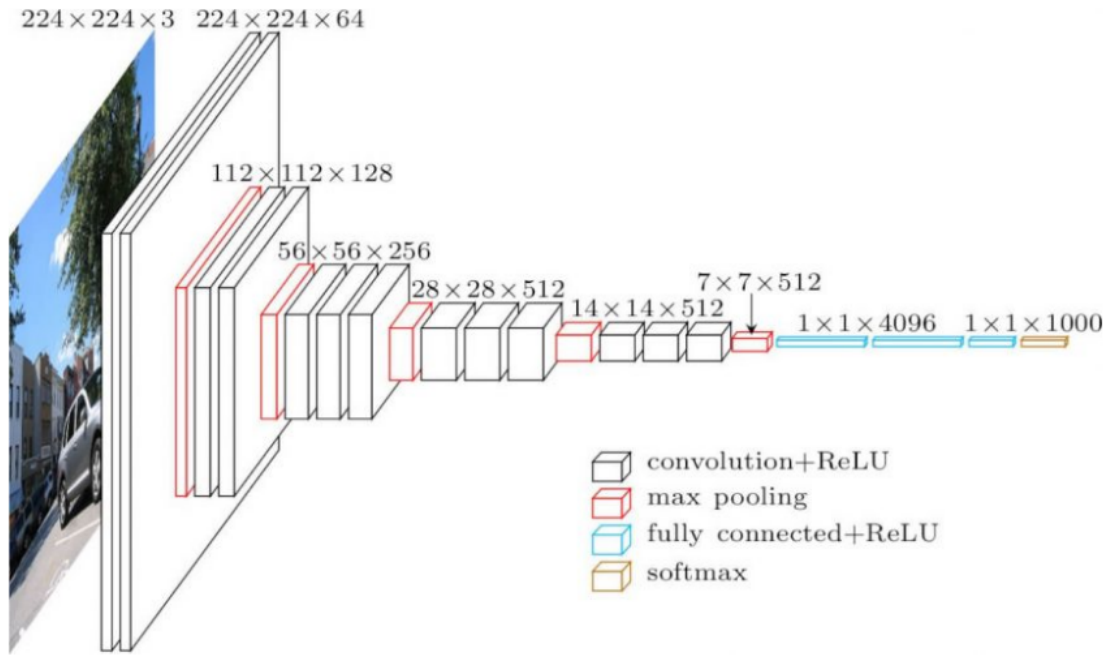 224×224×3
224×224×64
112×112×128
56×56×256
28×28×512
14×14×512
7×7×512
1×1×4096
1×1×1000
convolution+ReLU
max pooling
fully connected+ReLU
softmax